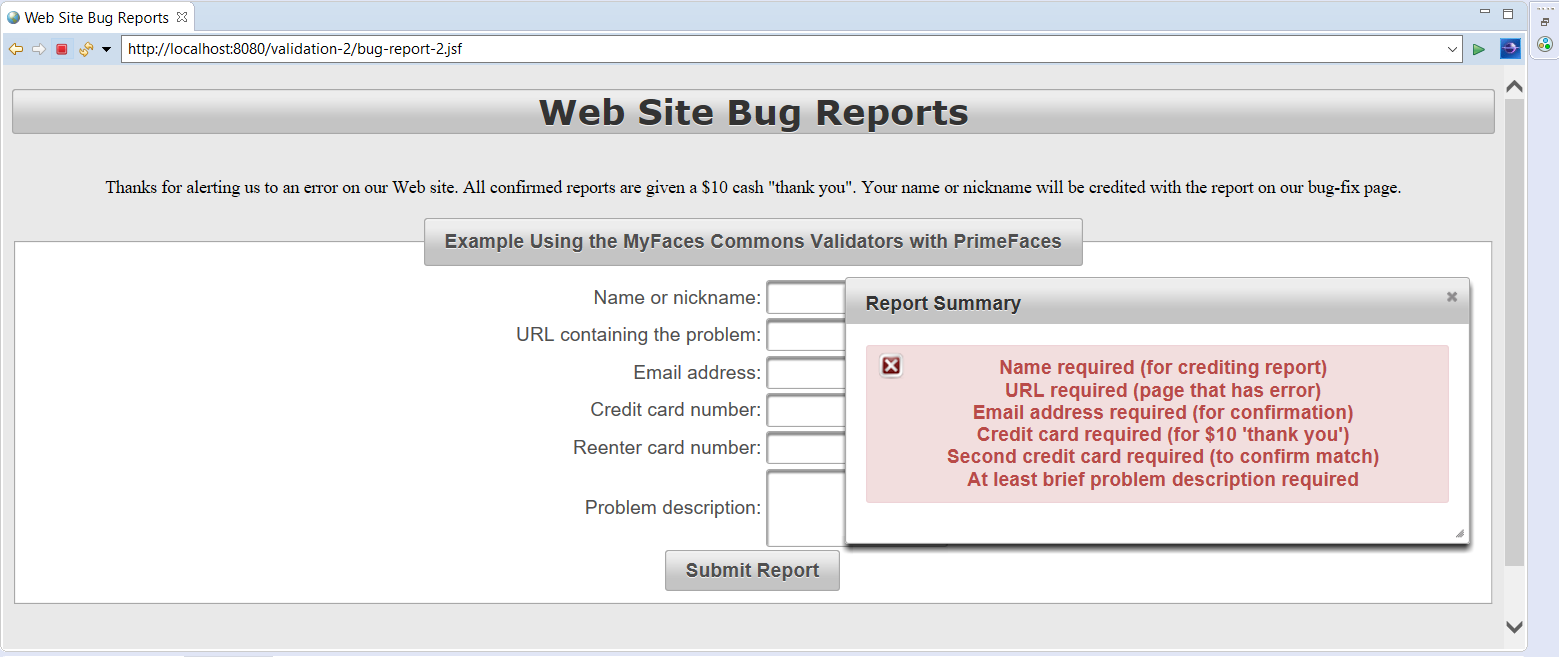 Web Site Bug Reports
http://localhost:8080/validation-2/bug-report-2.jsf
Web Site Bug Reports
Thanks for alerting us to an error on our Web site. All confirmed reports are given a $10 cash "thank you". Your name or nickname will be credited with the report on our bug-fix page.
Example Using the MyFaces Commons Validators with PrimeFaces
Name or nickname:
URL containing the problem:
Email address:
Credit card number:
Reenter card number:
Problem description:
Submit Report
Report Summary
Name required (for crediting report)
URL required (page that has error)
Email address required (for confirmation)
Credit card required (for $10 'thank you')
Second credit card required (to confirm match)
At least brief problem description required